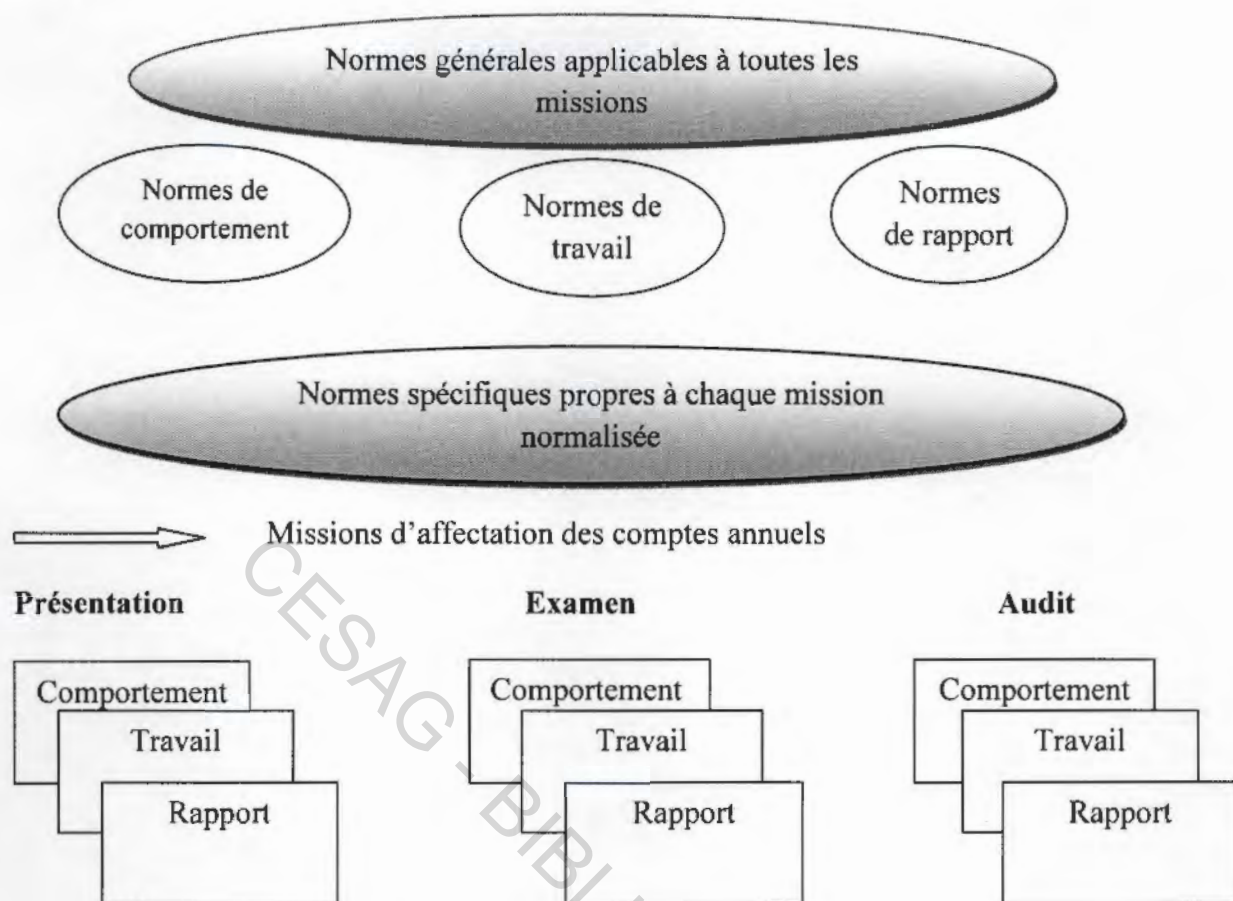 Normes générales applicables à toutes les
missions
Normes de
comportement
Normes de
travail
Normes
de rapport
Normes spécifiques propres à chaque mission
normalisée
Missions d'affectation des comptes annuels
Présentation
Examen
Audit
Comportement
Travail
Rapport
Comportement
Travail
Rapport
Comportement
Travail
Rapport
CESAG - BIBLI